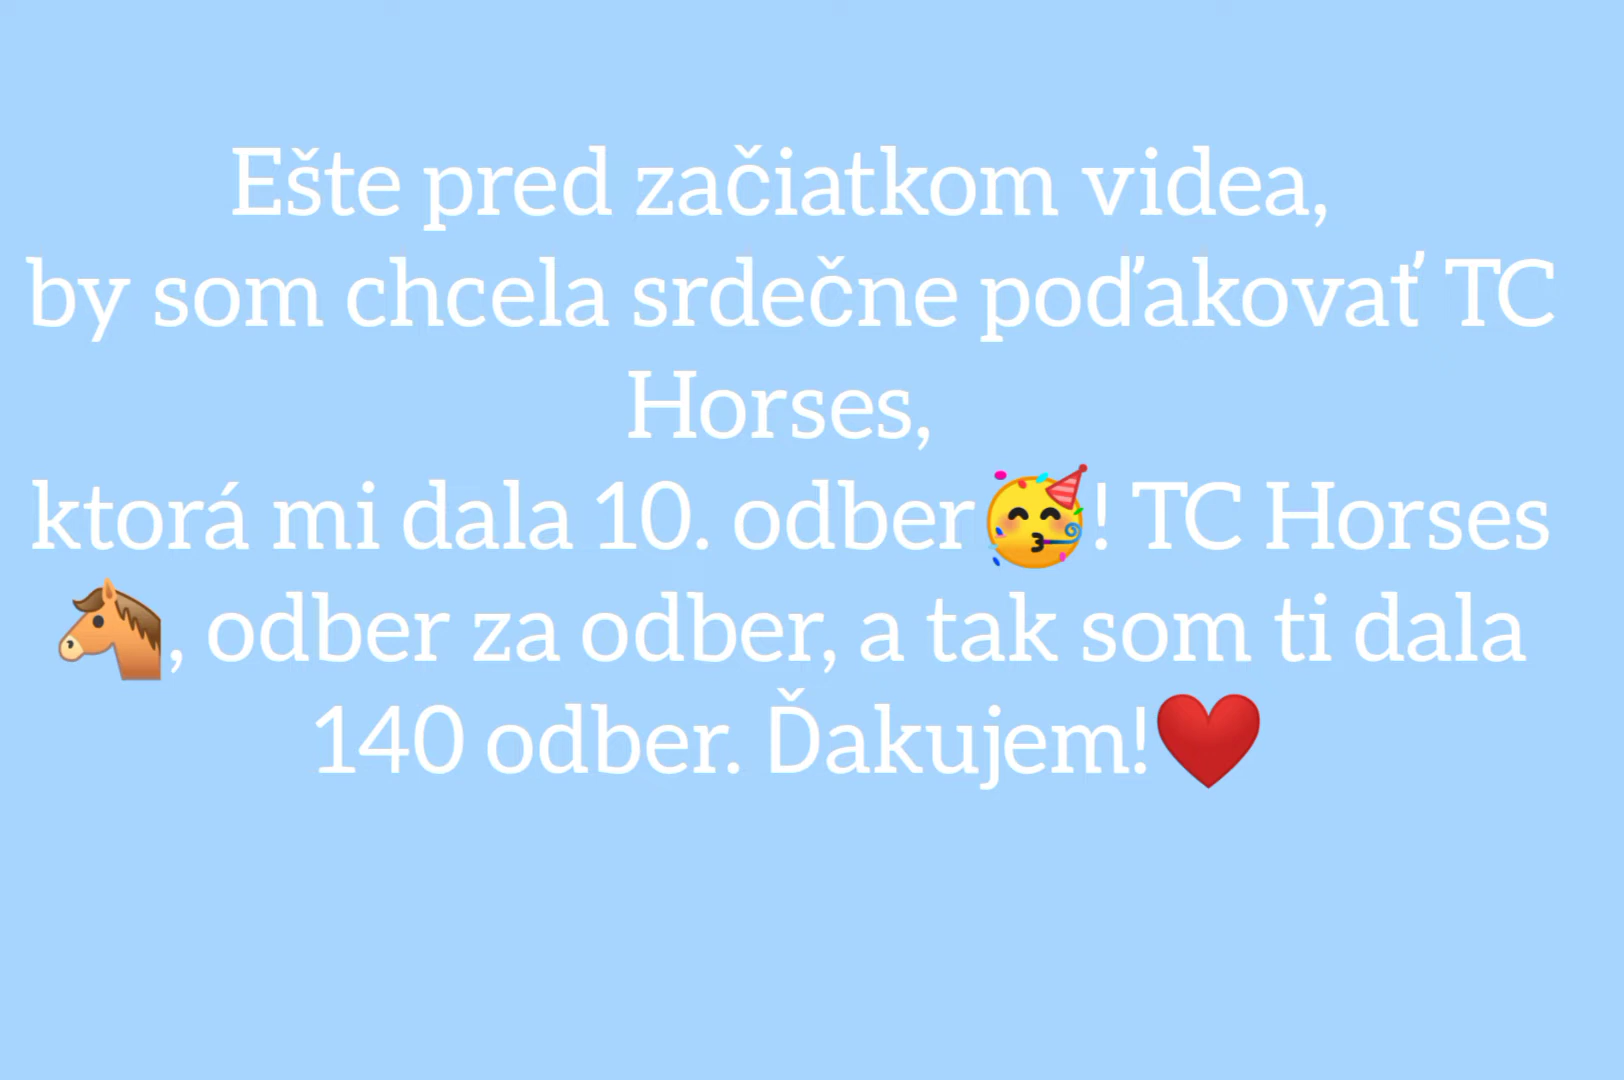 Ešte pred začiatkom videa,
by som chcela srdečne poďakovať TC
Horses,
ktorá mi dala 10. odber🥳! TC Horses
🐴, odber za odber, a tak som ti dala
140 odber. Ďakujem!❤️